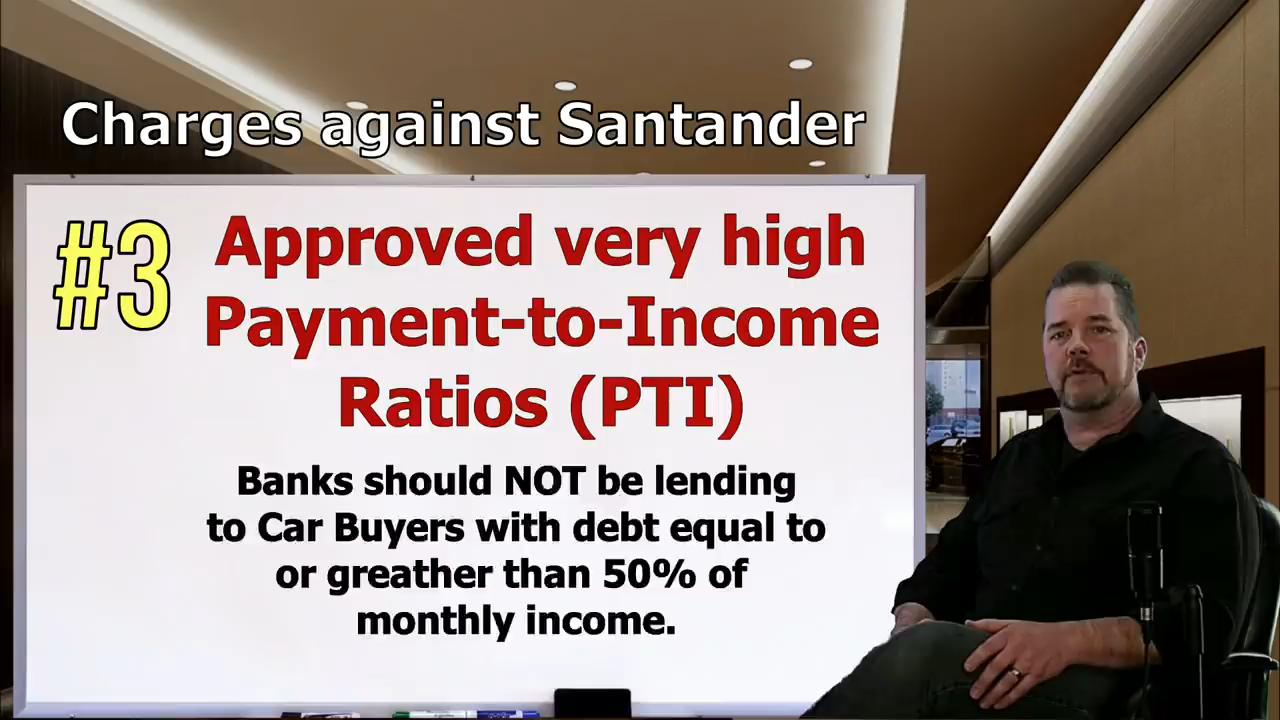 Charges against Santander
#3
Approved very high
Payment-to-Income
Ratios (PTI)
Banks should NOT be lending
to Car Buyers with debt equal to
or greather than 50% of
monthly income.